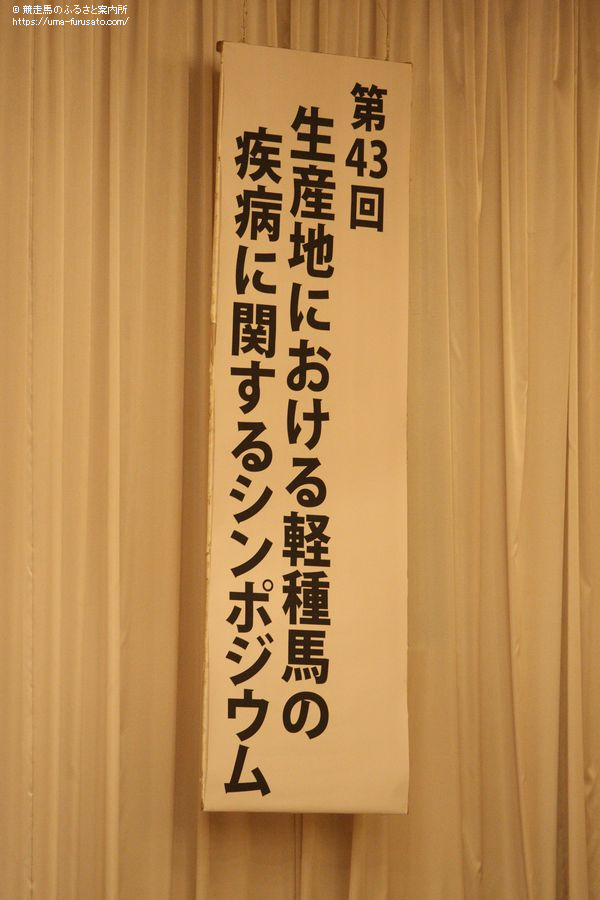 © 競走馬のふるさと案内所
https://uma-furusato.com/
第43回
生産地における軽種馬の
疾病に関するシンポジウム